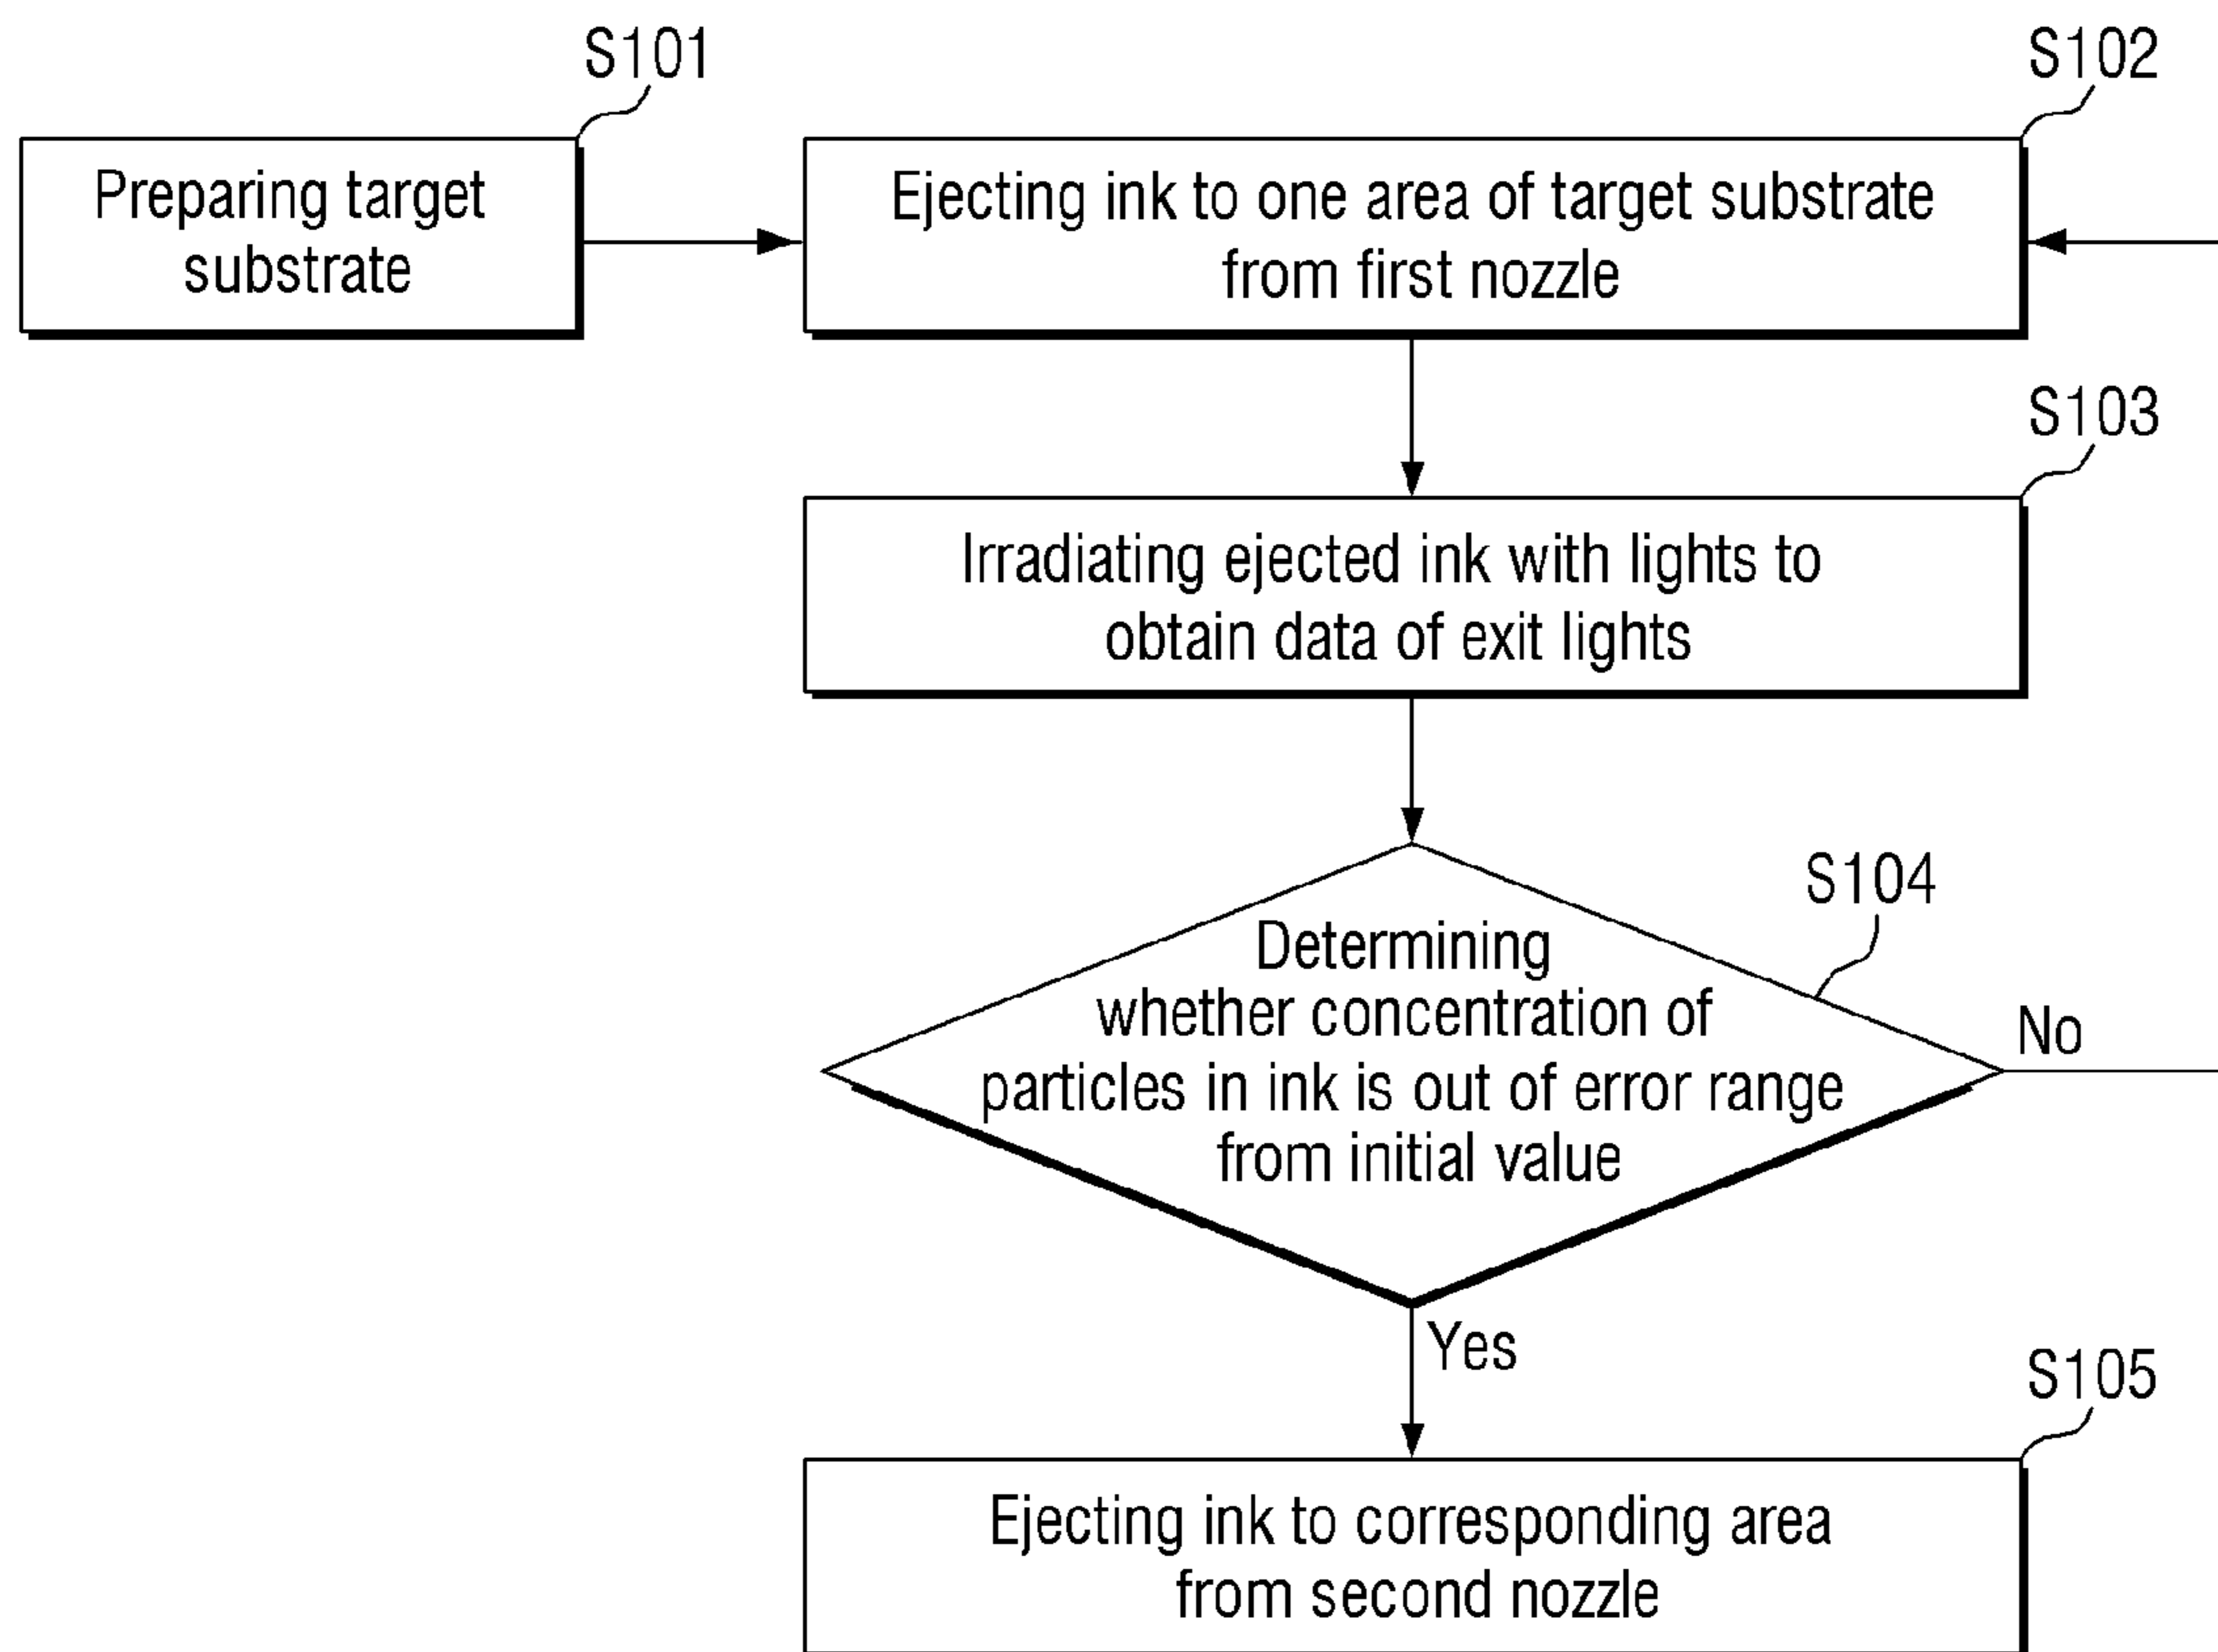 S101
Preparing target
substrate
S102
Ejecting ink to one area of target substrate
from first nozzle
S103
Irradiating ejected ink with lights to
obtain data of exit lights
S104
Determining
whether concentration of
particles in ink is out of error range
from initial value
No
Yes
S105
Ejecting ink to corresponding area
from second nozzle